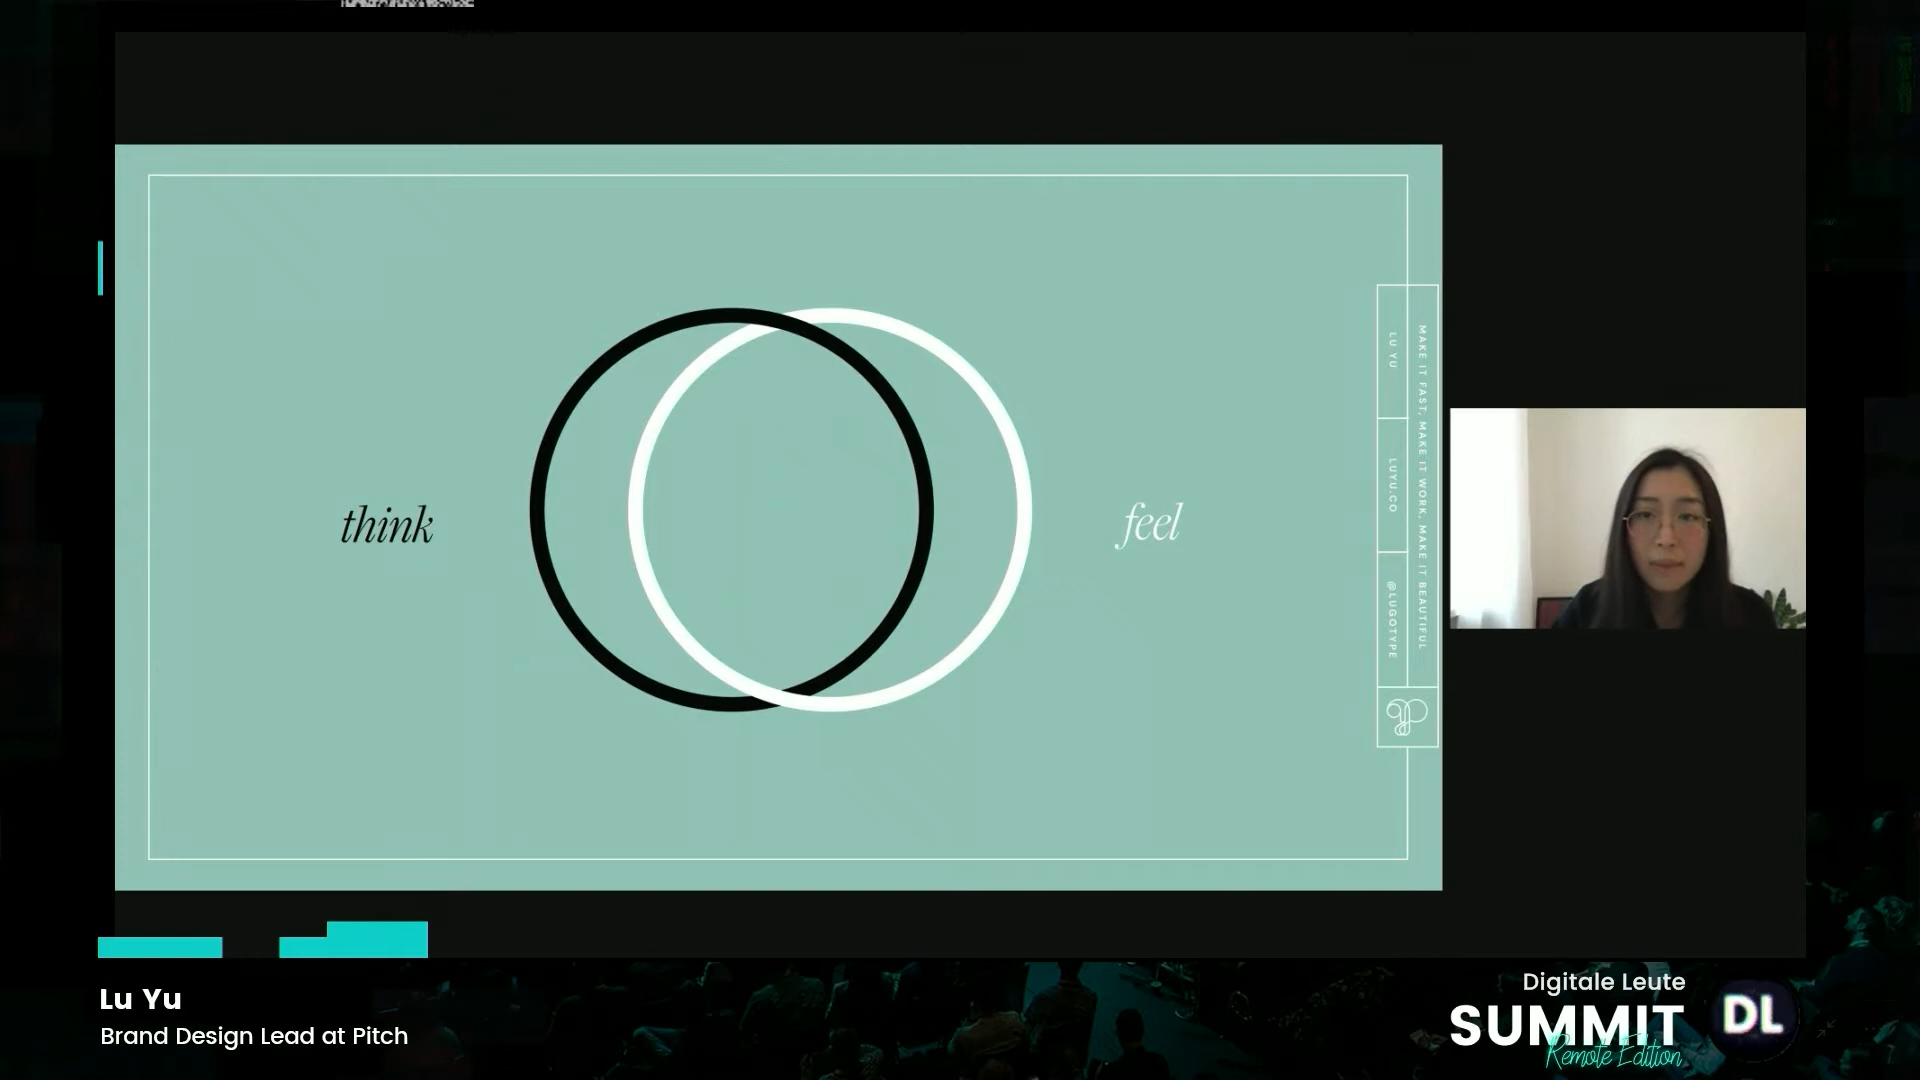 think
feel
MAKE IT FAST, MAKE IT WORK, MAKE IT BEAUTIFUL
LU YU
LUYU.CO
@LUGOTYPE
Lu Yu
Brand Design Lead at Pitch
Digitale Leute
SUMMIT
Remote Edition
DL